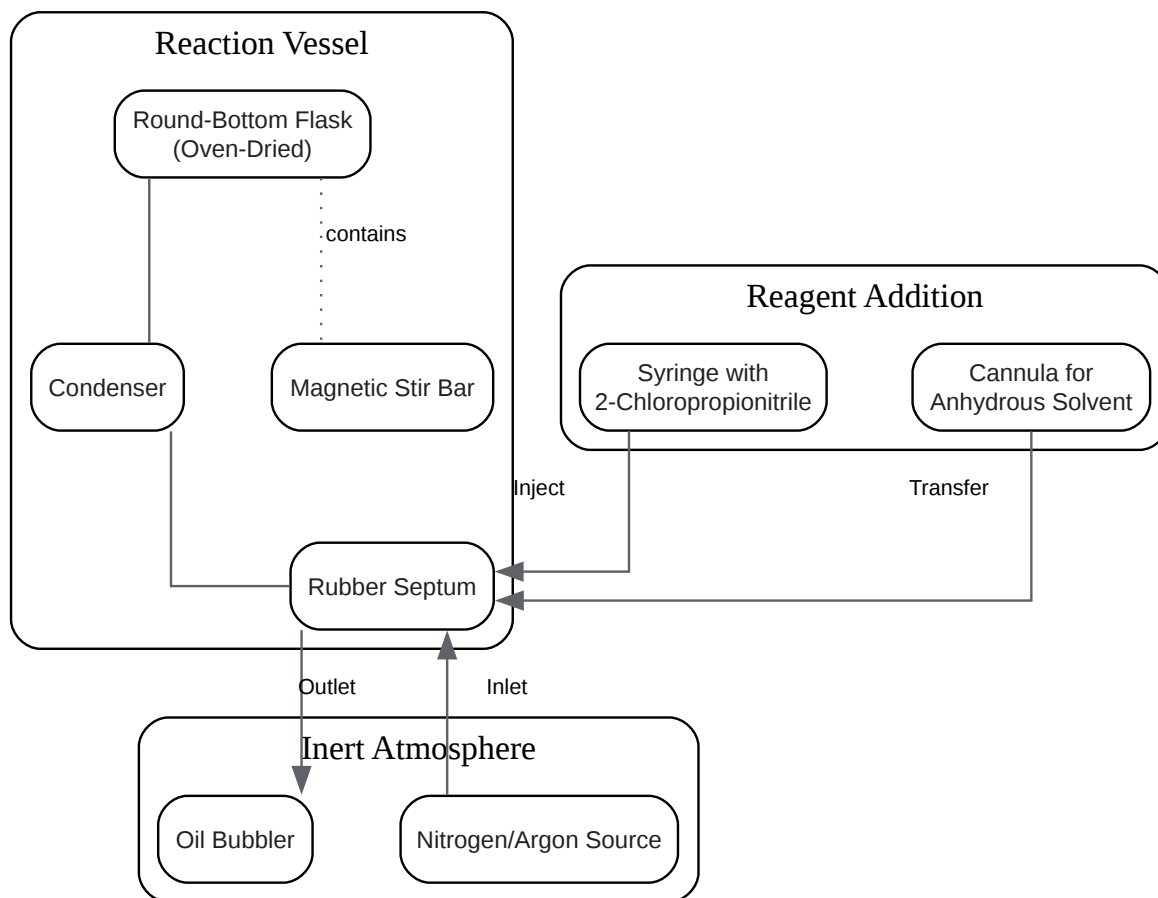 Reaction Vessel
Round-Bottom Flask
(Oven-Dried)
contains
Condenser
Magnetic Stir Bar
Rubber Septum
Reagent Addition
Syringe with
2-Chloropropionitrile
Cannula for
Anhydrous Solvent
Inject
Transfer
Outlet
Inlet
Inert Atmosphere
Oil Bubbler
Nitrogen/Argon Source